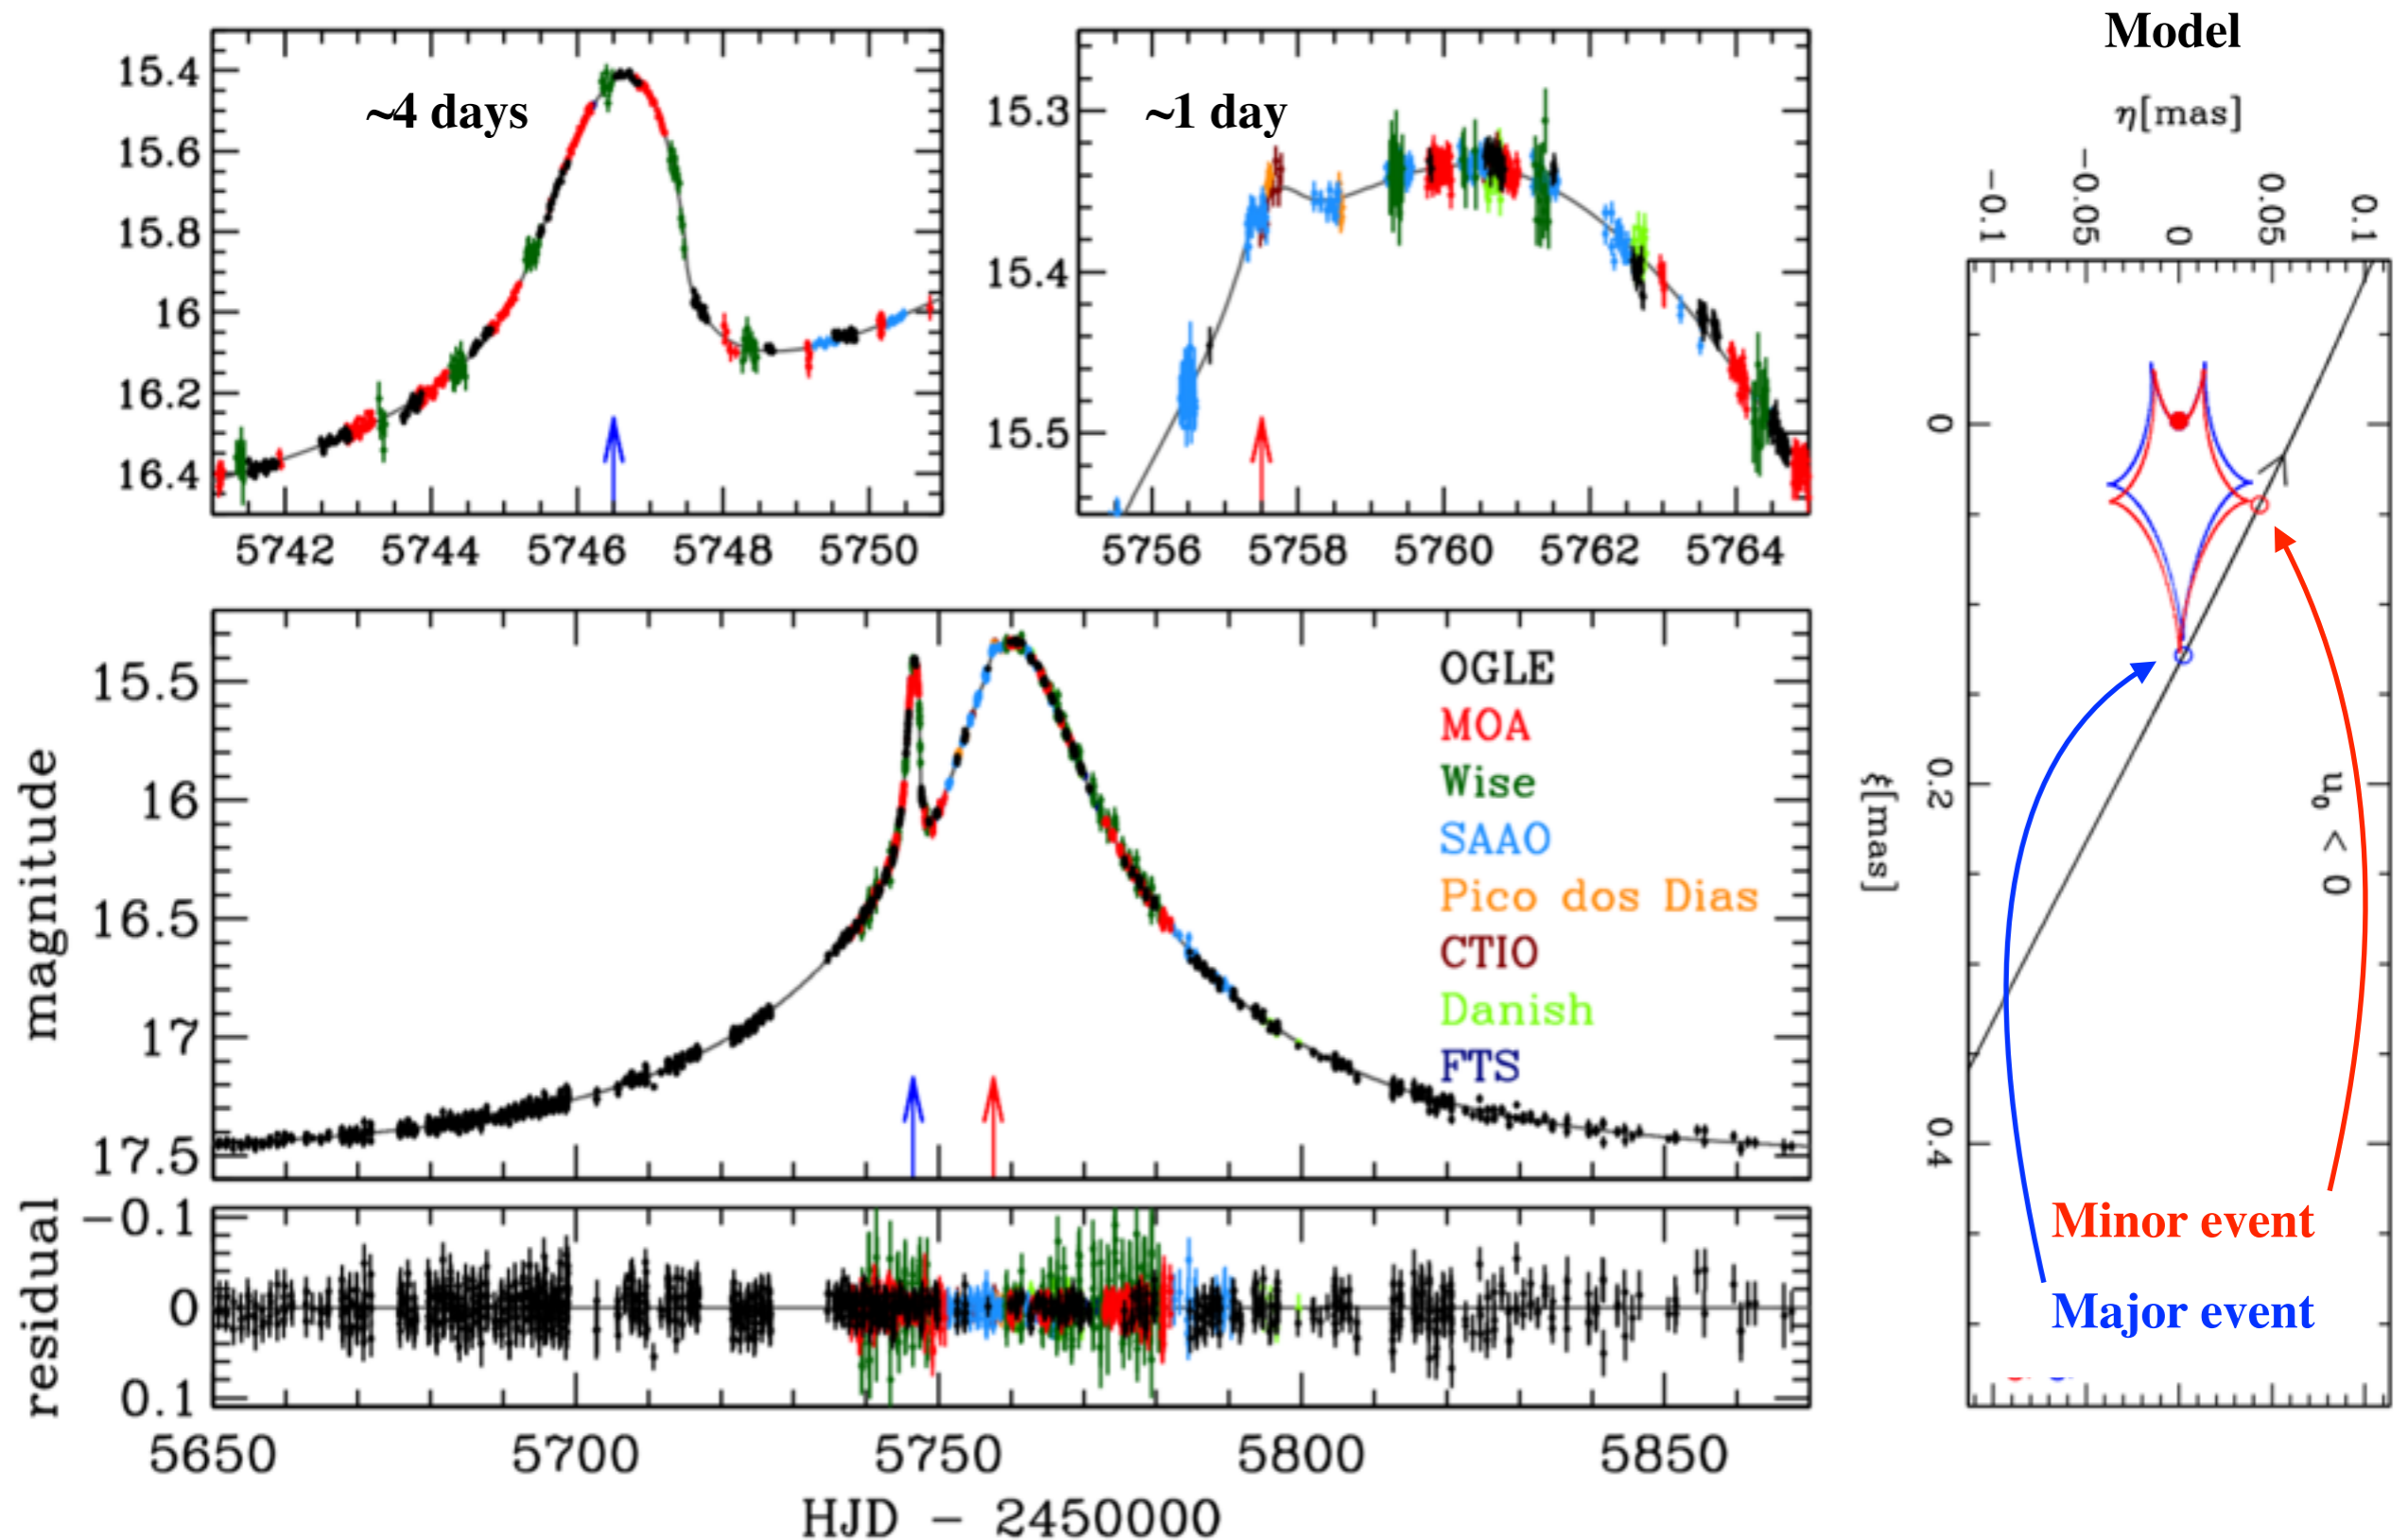 ~4 days
15.4
15.6
15.8
16
16.2
16.4
5742 5744 5746 5748 5750
~1 day
15.3
15.4
15.5
5756 5758 5760 5762 5764
magnitude
15.5
16
16.5
17
17.5
OGLE
MOA
Wise
SAAO
Pico dos Dias
CTIO
Danish
FTS
residual
−0.1
0
0.1
5650 5700 5750 5800 5850
HJD − 2450000
Model
η[mas]
−0.1 −0.05 0 0.05 0.1
0
0.2
0.4
ξ[mas]
u₀ < 0
Minor event
Major event